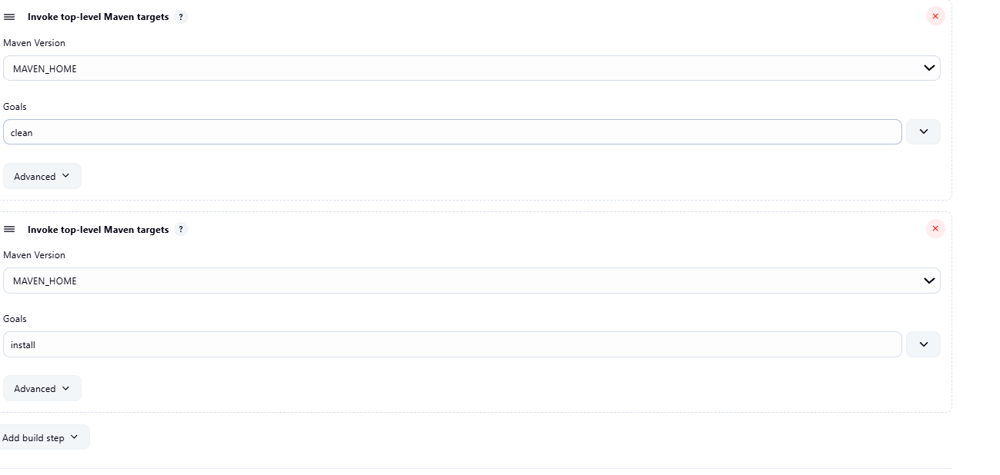 Invoke top-level Maven targets ?
Maven Version
MAVEN_HOME
Goals
clean
Advanced
Invoke top-level Maven targets ?
Maven Version
MAVEN_HOME
Goals
install
Advanced
Add build step